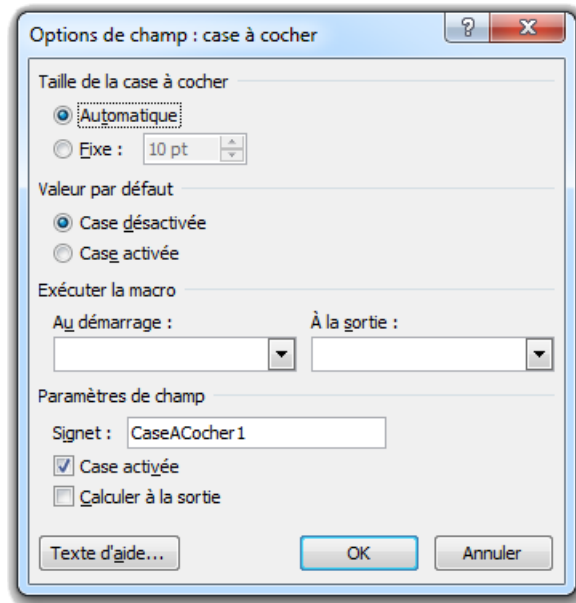 Options de champ : case à cocher
Taille de la case à cocher
Automatique
Fixe : 10 pt
Valeur par défaut
Case désactivée
Case activée
Exécuter la macro
Au démarrage : À la sortie :
Paramètres de champ
Signet : CaseACocher1
Case activée
Calculer à la sortie
Texte d'aide... OK Annuler